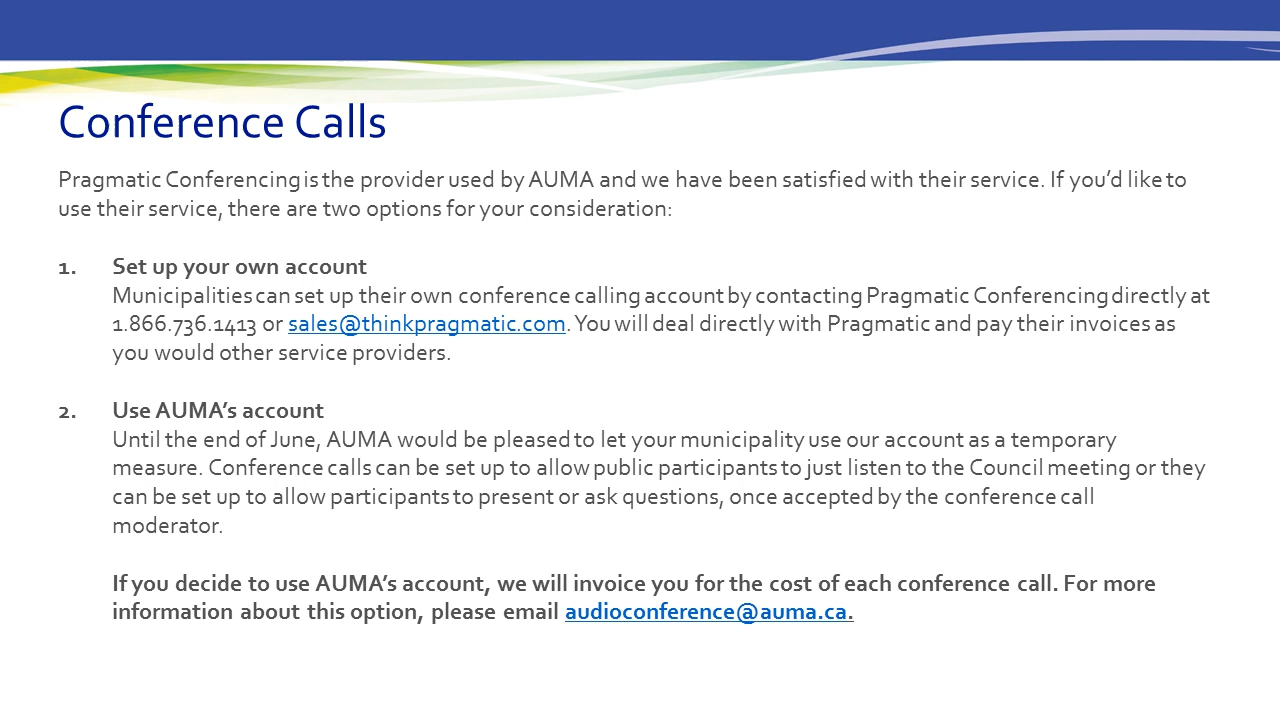 Conference Calls
Pragmatic Conferencing is the provider used by AUMA and we have been satisfied with their service. If you’d like to
use their service, there are two options for your consideration:
1. Set up your own account
Municipalities can set up their own conference calling account by contacting Pragmatic Conferencing directly at
1.866.736.1413 or sales@thinkpragmatic.com. You will deal directly with Pragmatic and pay their invoices as
you would other service providers.
2. Use AUMA’s account
Until the end of June, AUMA would be pleased to let your municipality use our account as a temporary
measure. Conference calls can be set up to allow public participants to just listen to the Council meeting or they
can be set up to allow participants to present or ask questions, once accepted by the conference call
moderator.
If you decide to use AUMA’s account, we will invoice you for the cost of each conference call. For more
information about this option, please email audioconference@auma.ca.